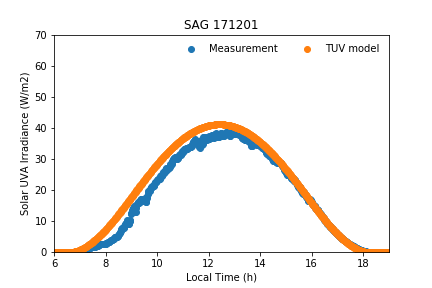 SAG 171201
Measurement
TUV model
Solar UVA Irradiance (W/m2)
70
60
50
40
30
20
10
0
6 8 10 12 14 16 18
Local Time (h)